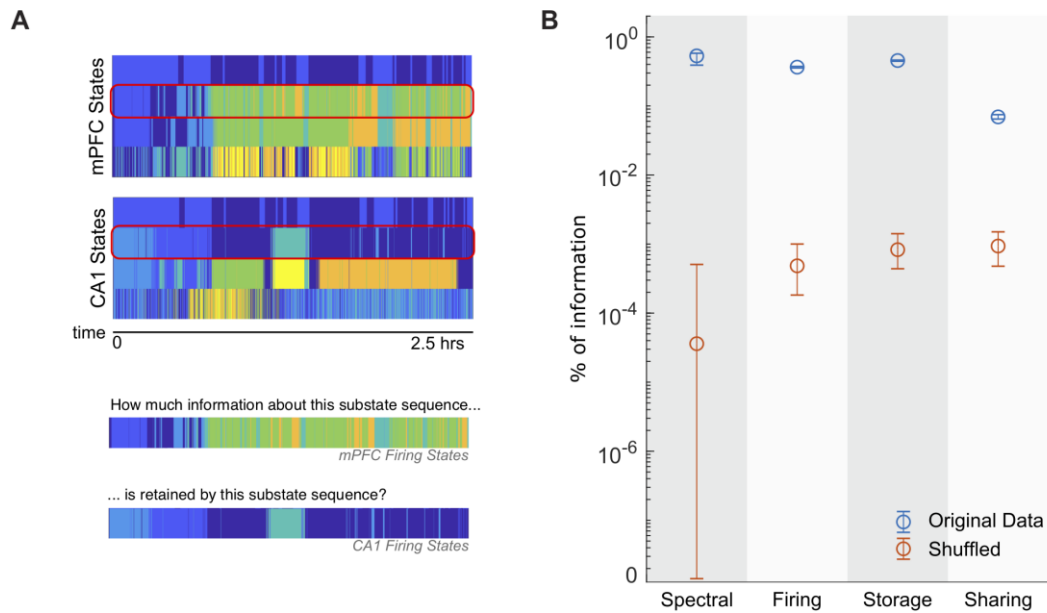 A
mPFC States
CA1 States
time
0
2.5 hrs
How much information about this substate sequence...
mPFC Firing States
... is retained by this substate sequence?
CA1 Firing States
B
% of information
10⁰
10⁻²
10⁻⁴
10⁻⁶
0
Original Data
Shuffled
Spectral Firing Storage Sharing